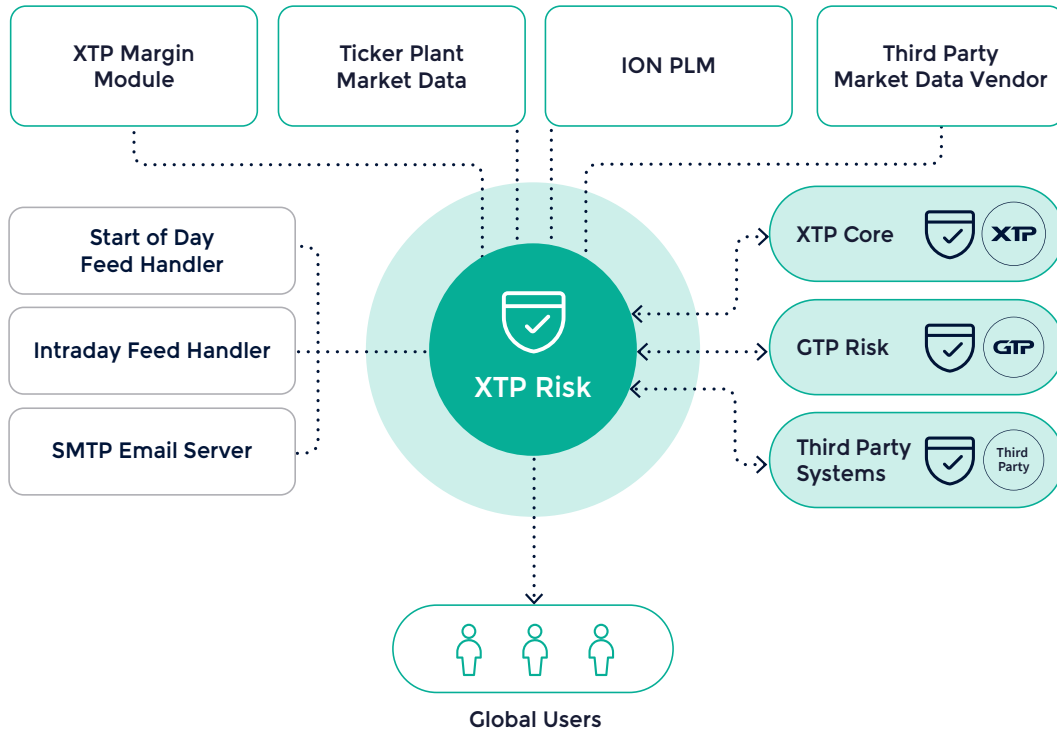 XTP Margin
Module
Ticker Plant
Market Data
ION PLM
Third Party
Market Data Vendor
Start of Day
Feed Handler
Intraday Feed Handler
SMTP Email Server
XTP Risk
XTP Core
XTP
GTP Risk
GTP
Third Party
Systems
Third
Party
Global Users